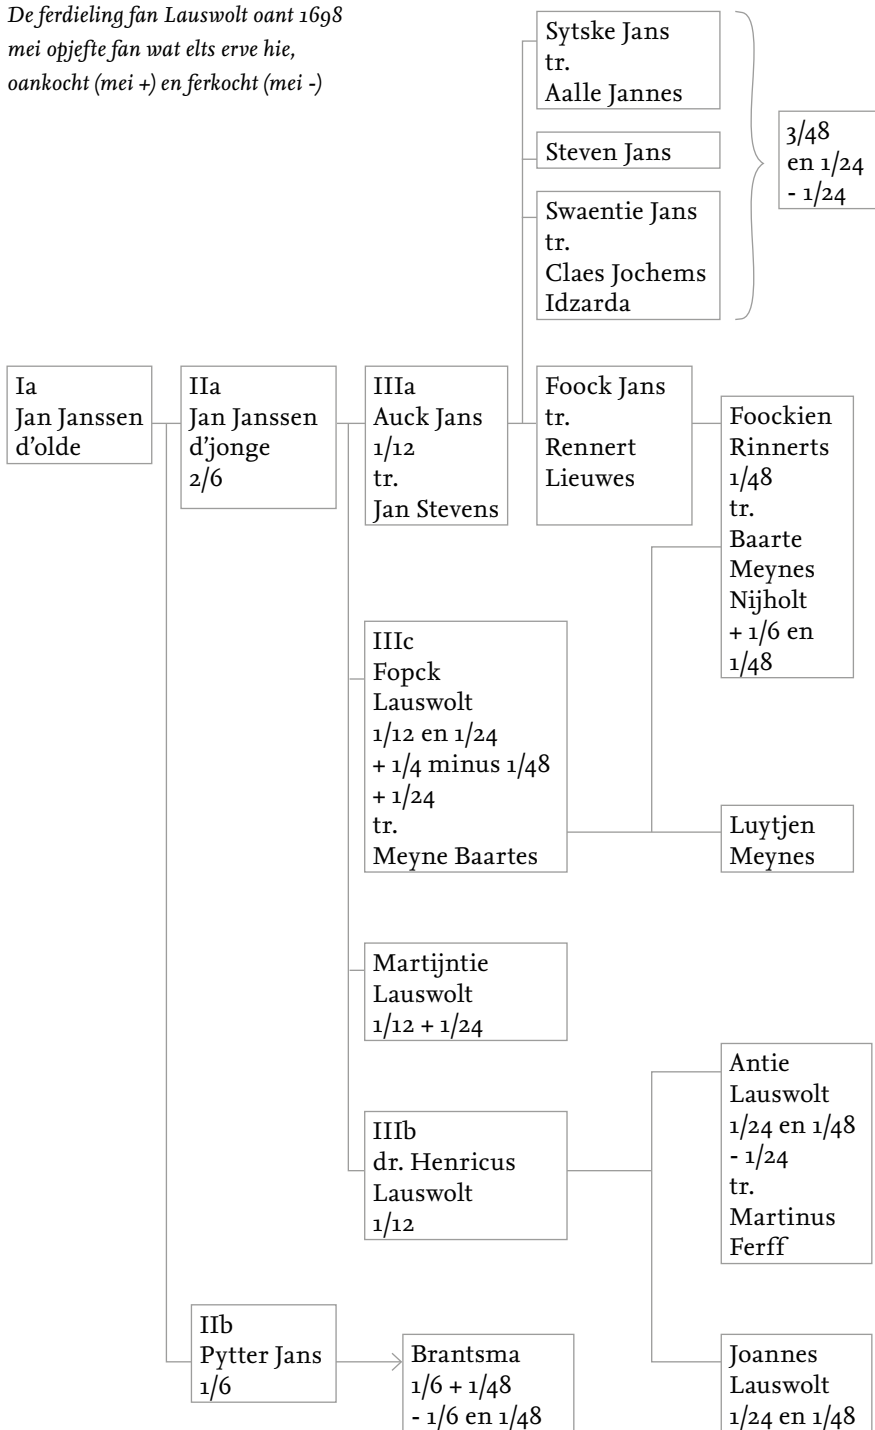 De ferdieling fan Lauswolt oant 1698
mei opjefte fan wat elts erve hie,
oankocht (mei +) en ferkocht (mei -)
Sytske Jans
tr.
Aalle Jannes
Steven Jans
Swaentie Jans
tr.
Claes Jochems
Idzarda
3/48
en 1/24
- 1/24
Ia
Jan Janssen
d'olde
IIa
Jan Janssen
d'jonge
2/6
IIIa
Auck Jans
1/12
tr.
Jan Stevens
Foock Jans
tr.
Rennert
Lieuwes
Foockien
Rinnerts
1/48
tr.
Baarte
Meynes
Nijholt
+ 1/6 en
1/48
IIIc
Fopck
Lauswolt
1/12 en 1/24
+ 1/4 minus 1/48
+ 1/24
tr.
Meyne Baartes
Luytjen
Meynes
Martijntie
Lauswolt
1/12 + 1/24
IIIb
dr. Henricus
Lauswolt
1/12
Antie
Lauswolt
1/24 en 1/48
- 1/24
tr.
Martinus
Ferff
IIb
Pytter Jans
1/6
Brantsma
1/6 + 1/48
- 1/6 en 1/48
Joannes
Lauswolt
1/24 en 1/48